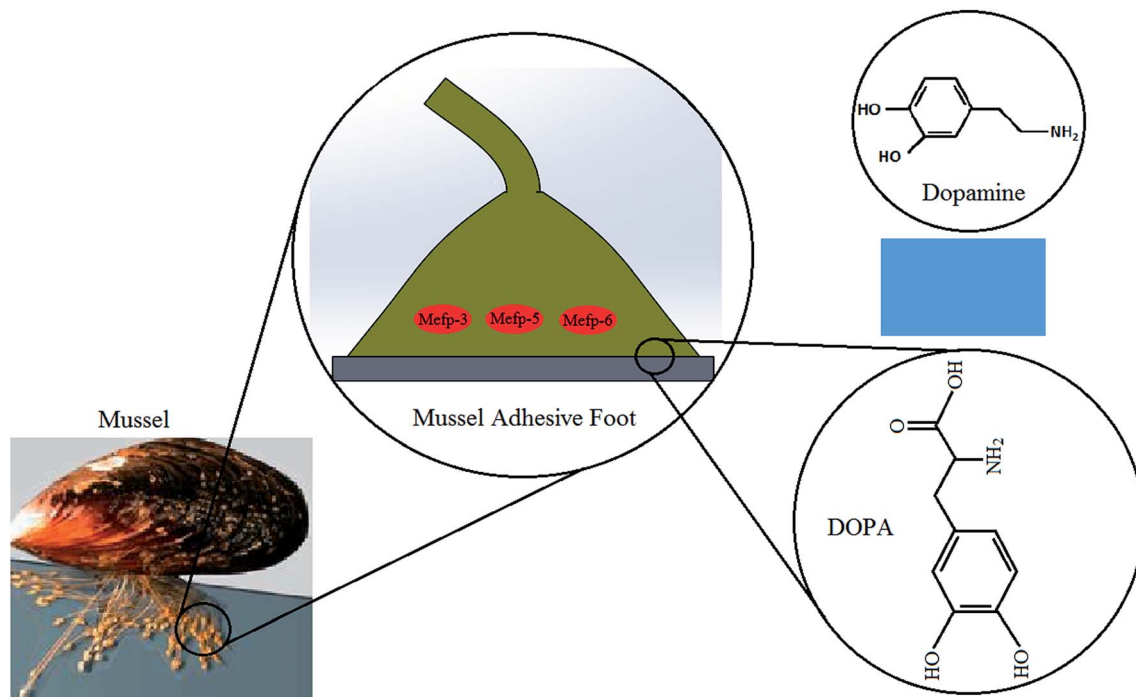 Mussel
Mefp-3
Mefp-5
Mefp-6
Mussel Adhesive Foot
HO
HO
NH2
Dopamine
OH
O
NH2
DOPA
HO
HO